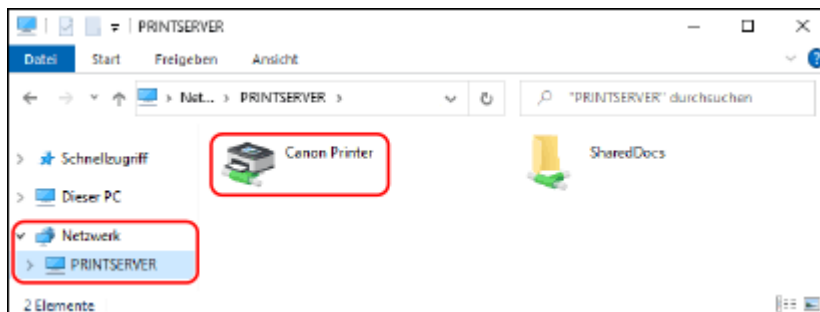 PRINTSERVER
Datei Start Freigeben Ansicht
Net... PRINTSERVER "PRINTSERVER" durchsuchen
Schnellzugriff
Dieser PC
Netzwerk
PRINTSERVER
Canon Printer
SharedDocs
2 Elemente